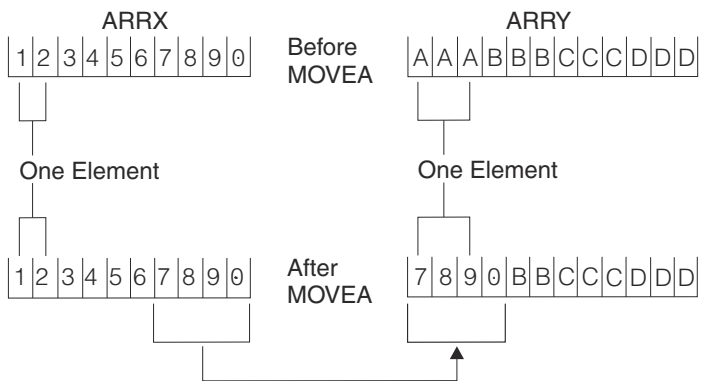 ARRX
ARRY
1 2 3 4 5 6 7 8 9 0
Before
MOVEA
A A A B B B C C C D D D
One Element
One Element
1 2 3 4 5 6 7 8 9 0
After
MOVEA
7 8 9 0 B B C C C D D D